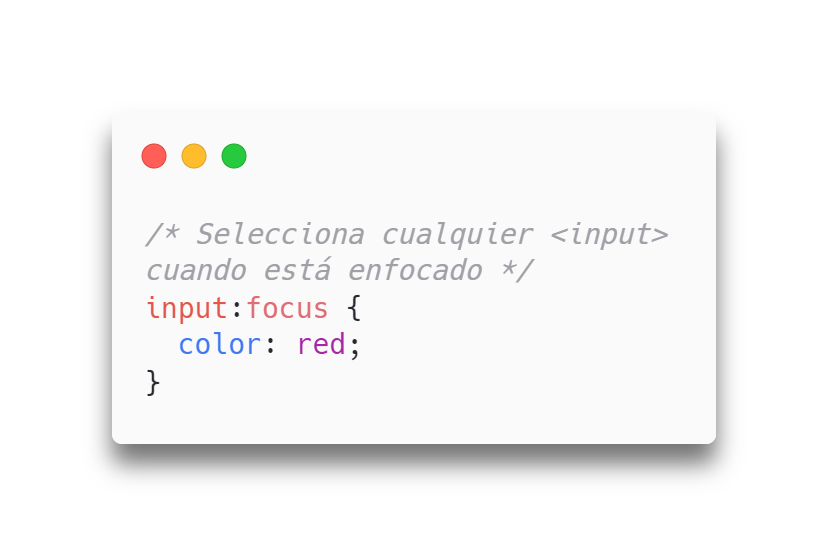 /* Selecciona cualquier <input>
cuando está enfocado */
input:focus {
  color: red;
}